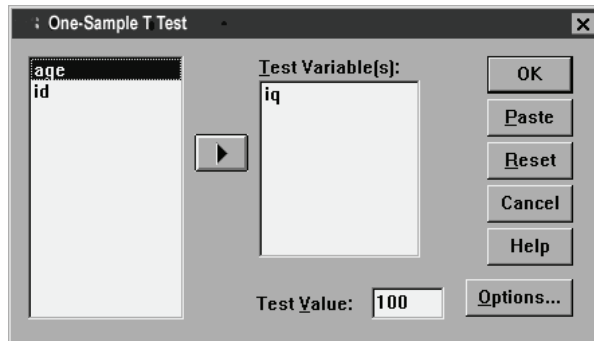 One-Sample T Test
age
id
Test Variable(s):
iq
Test Value: 100
OK
Paste
Reset
Cancel
Help
Options...